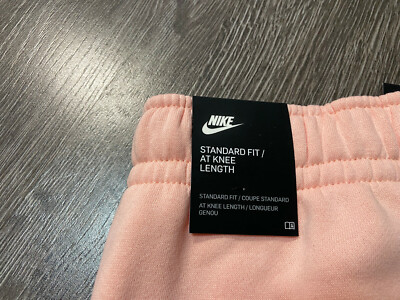 NIKE
STANDARD FIT /
AT KNEE
LENGTH
STANDARD FIT / COUPE STANDARD
AT KNEE LENGTH / LONGUEUR
GENOU